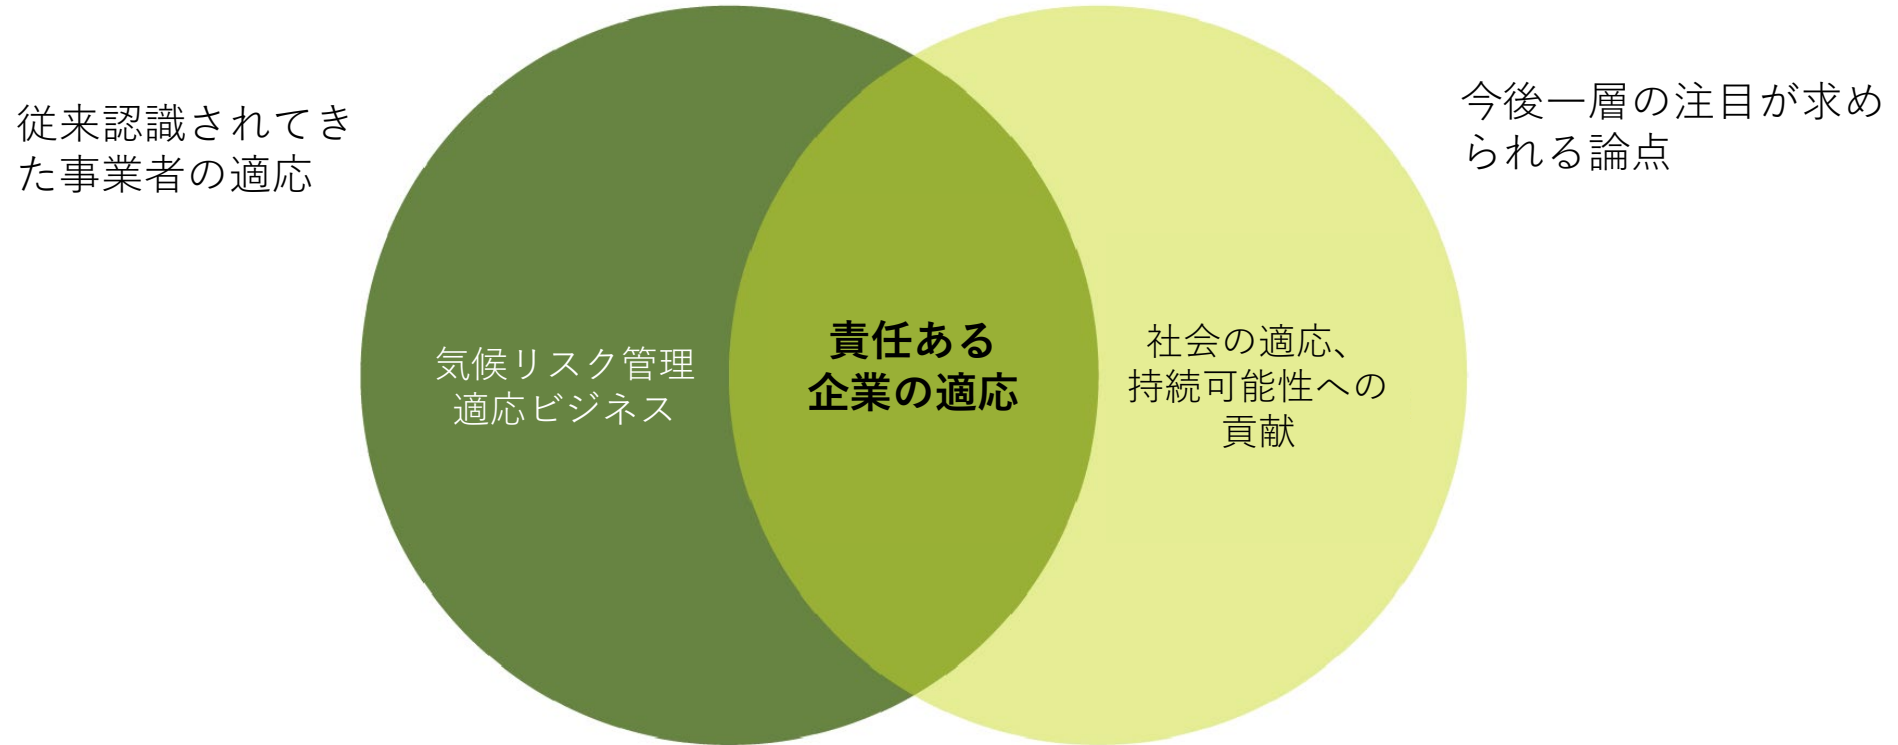 従来認識されてき
た事業者の適応
今後一層の注目が求め
られる論点
気候リスク管理
適応ビジネス
責任ある
企業の適応
社会の適応、
持続可能性への
貢献